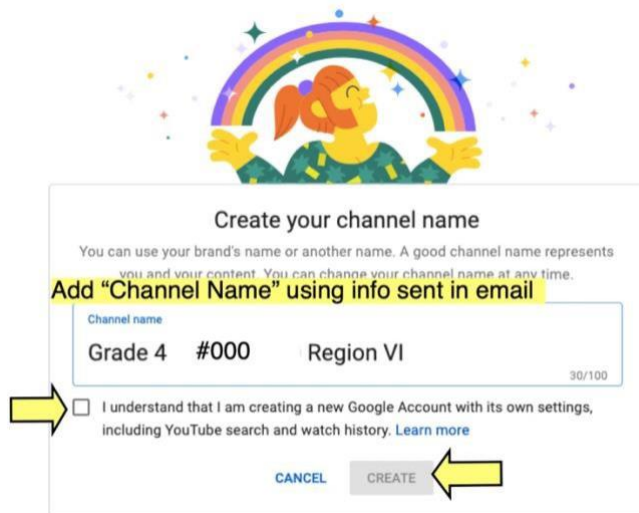 Create your channel name
You can use your brand's name or another name. A good channel name represents
you and your content. You can change your channel name at any time.
Add “Channel Name” using info sent in email
Channel name
Grade 4 #000 Region VI
30/100
I understand that I am creating a new Google Account with its own settings,
including YouTube search and watch history. Learn more
CANCEL CREATE